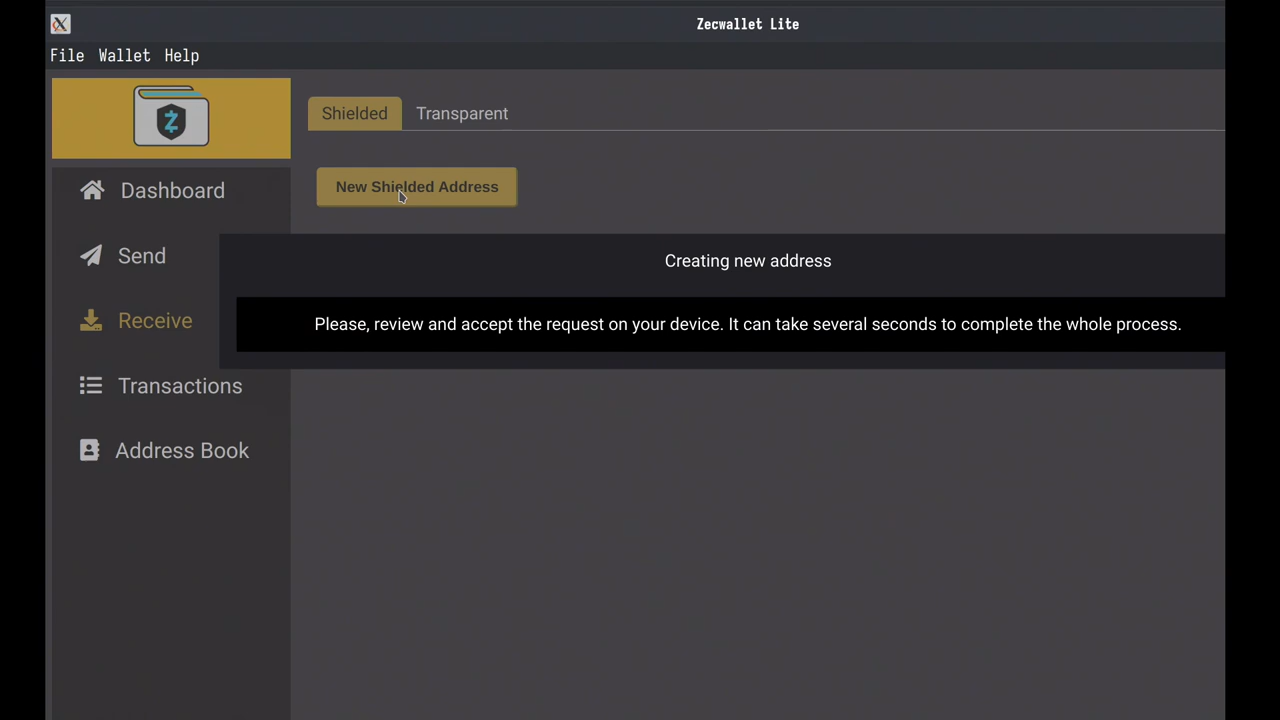 Zecwallet Lite
File Wallet Help
Shielded Transparent
New Shielded Address
Dashboard
Send
Receive
Transactions
Address Book
Creating new address
Please, review and accept the request on your device. It can take several seconds to complete the whole process.